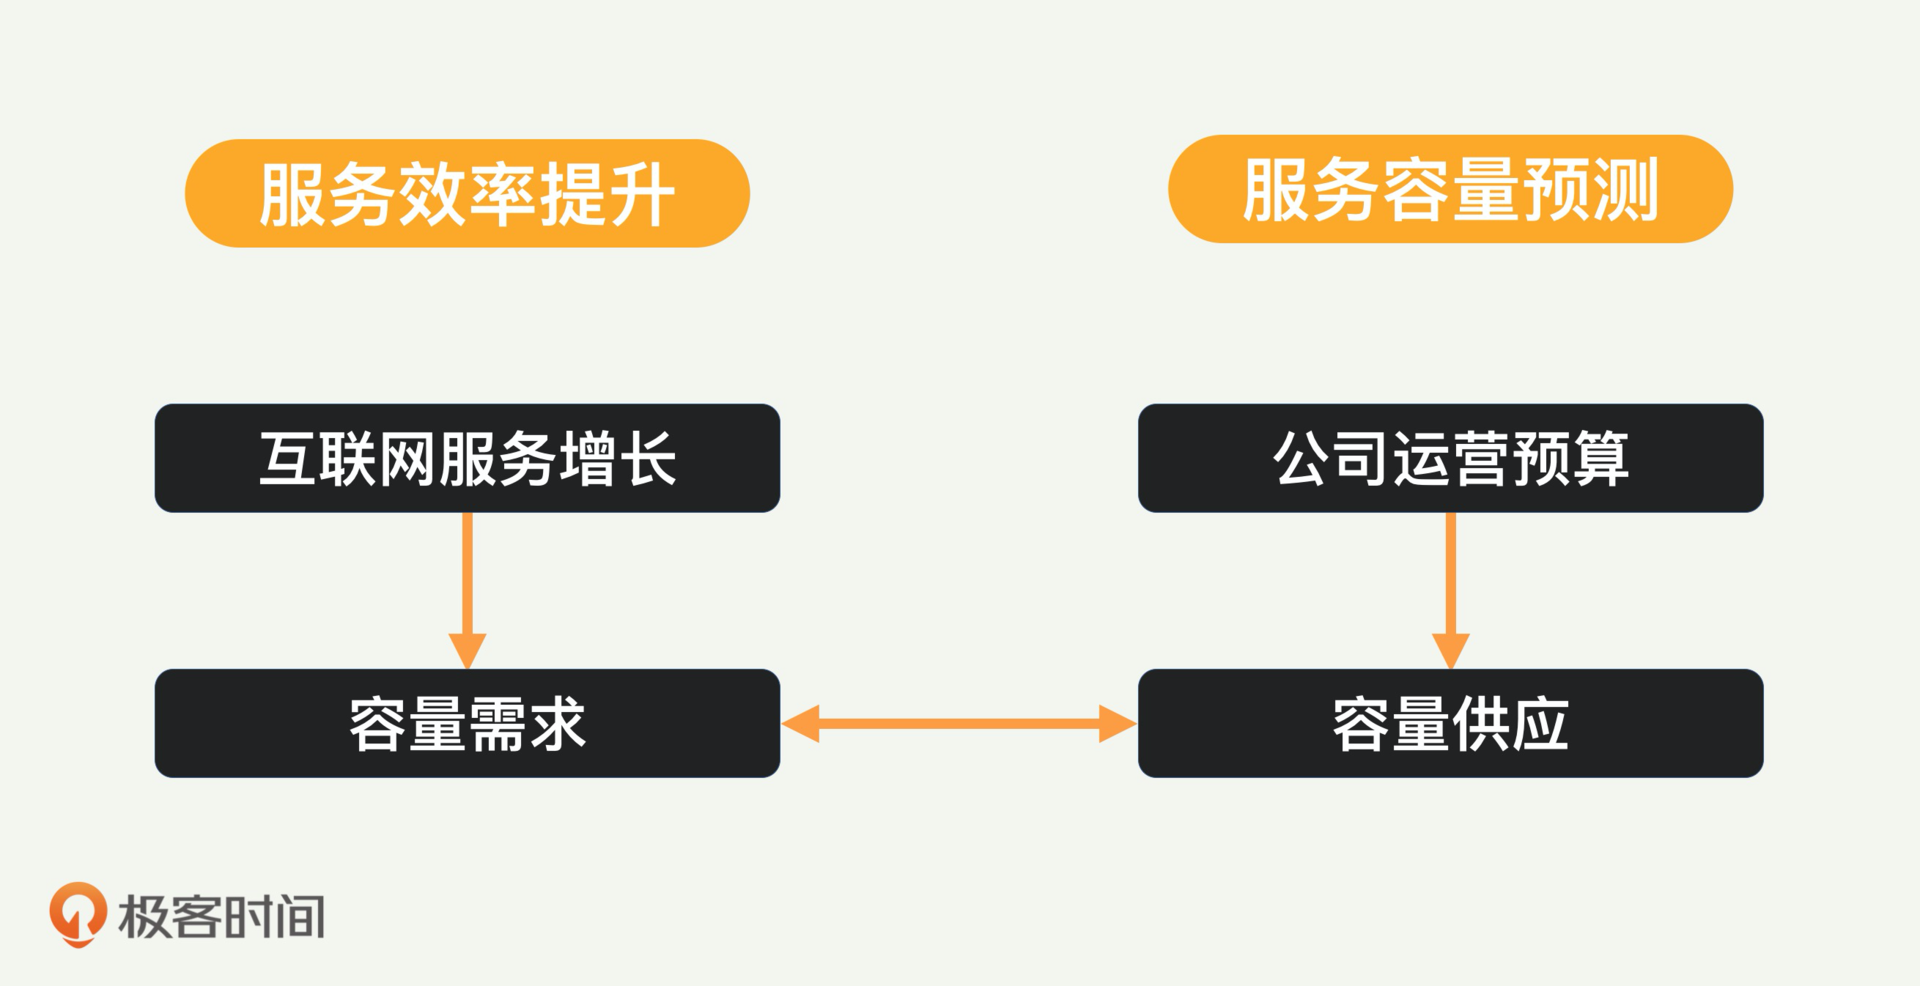 服务效率提升
服务容量预测
互联网服务增长
公司运营预算
容量需求
容量供应
极客时间